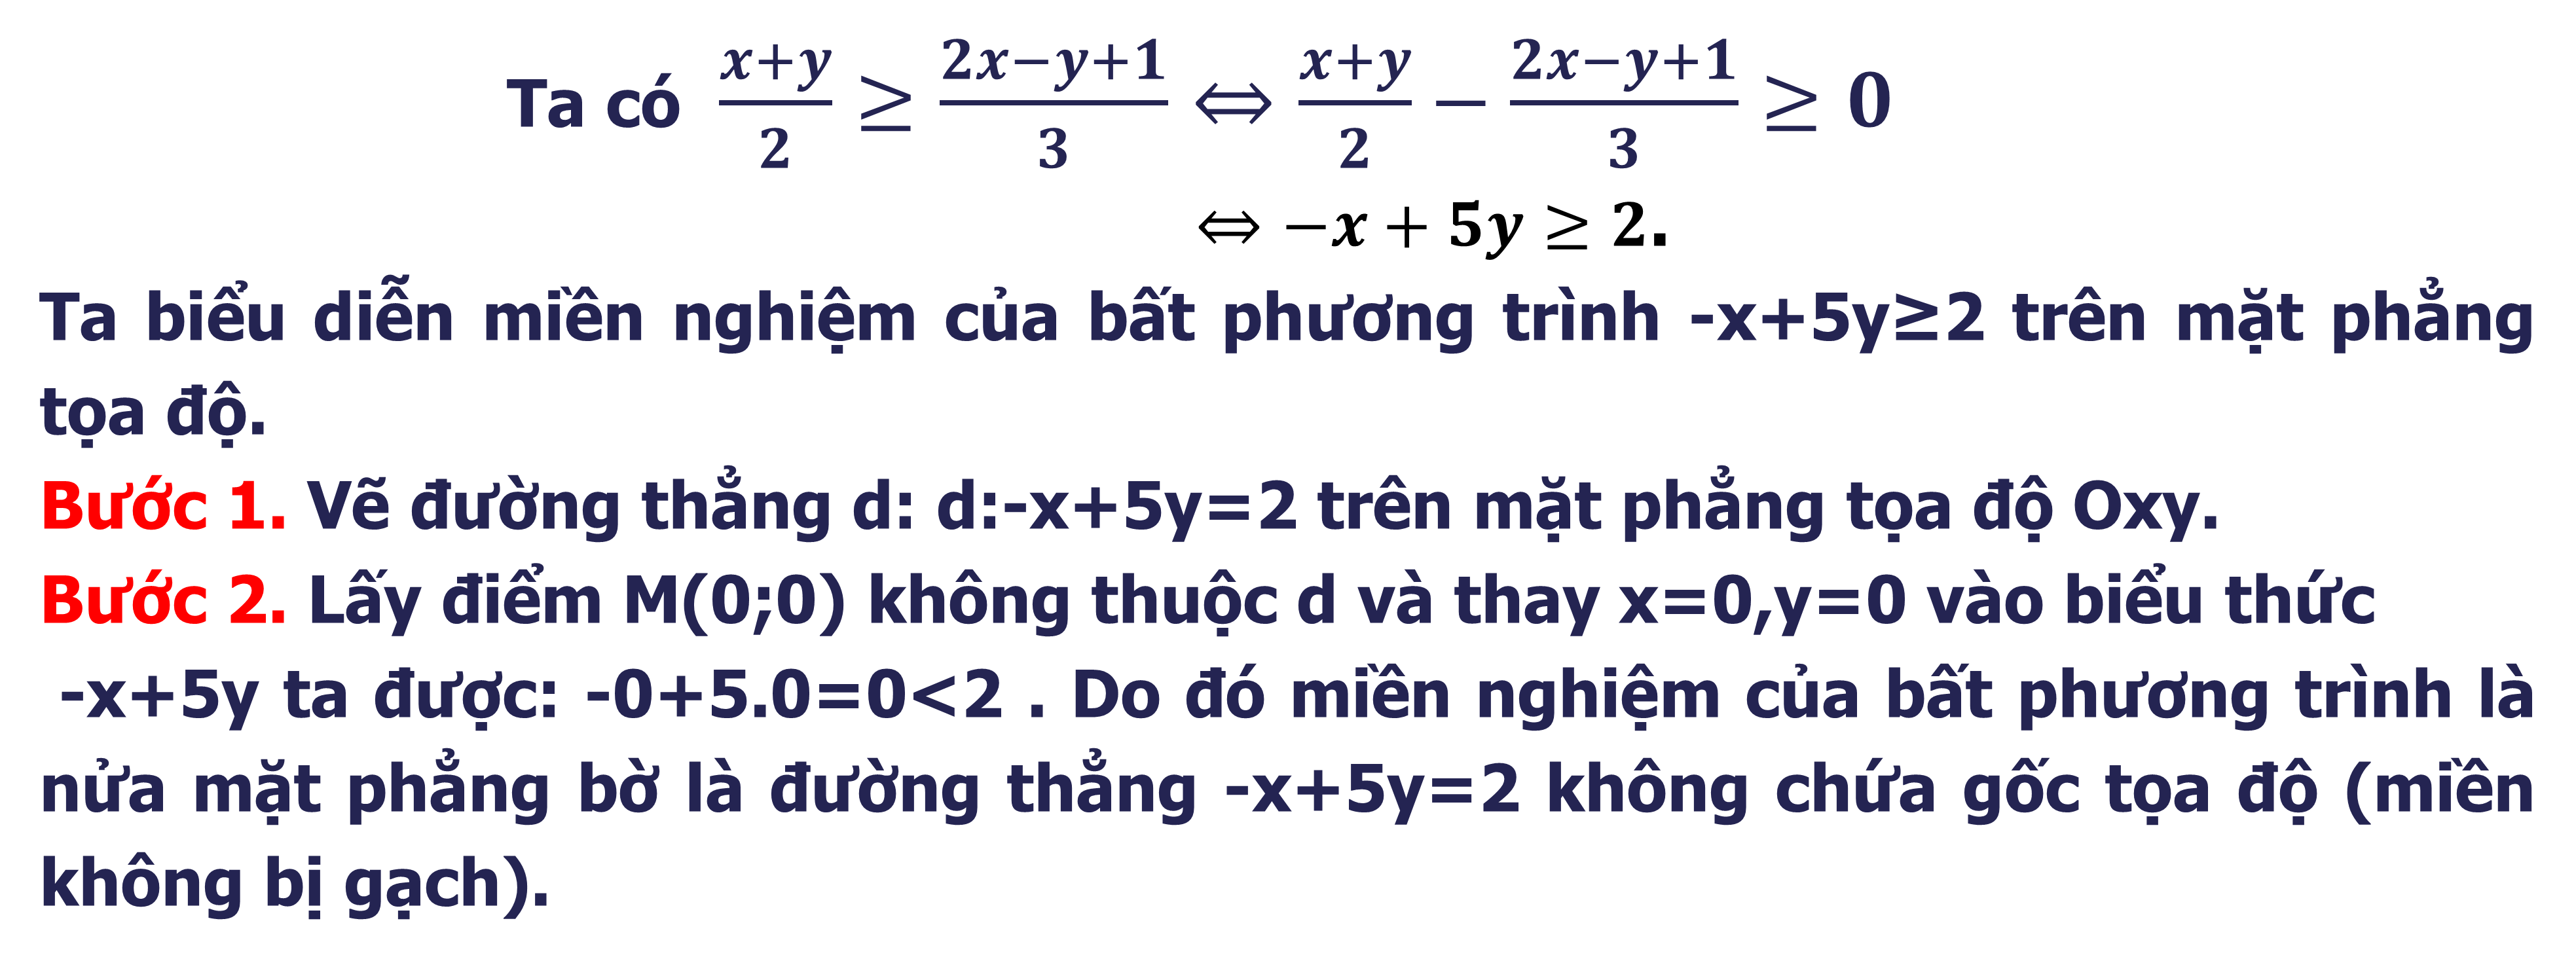 Ta có (x+y)/2 ≥ (2x−y+1)/3 ⇔ (x+y)/2 − (2x−y+1)/3 ≥ 0
⇔ −x + 5y ≥ 2.
Ta biểu diễn miền nghiệm của bất phương trình -x+5y≥2 trên mặt phẳng
tọa độ.
Bước 1. Vẽ đường thẳng d: d:-x+5y=2 trên mặt phẳng tọa độ Oxy.
Bước 2. Lấy điểm M(0;0) không thuộc d và thay x=0,y=0 vào biểu thức
-x+5y ta được: -0+5.0=0<2 . Do đó miền nghiệm của bất phương trình là
nửa mặt phẳng bờ là đường thẳng -x+5y=2 không chứa gốc tọa độ (miền
không bị gạch).